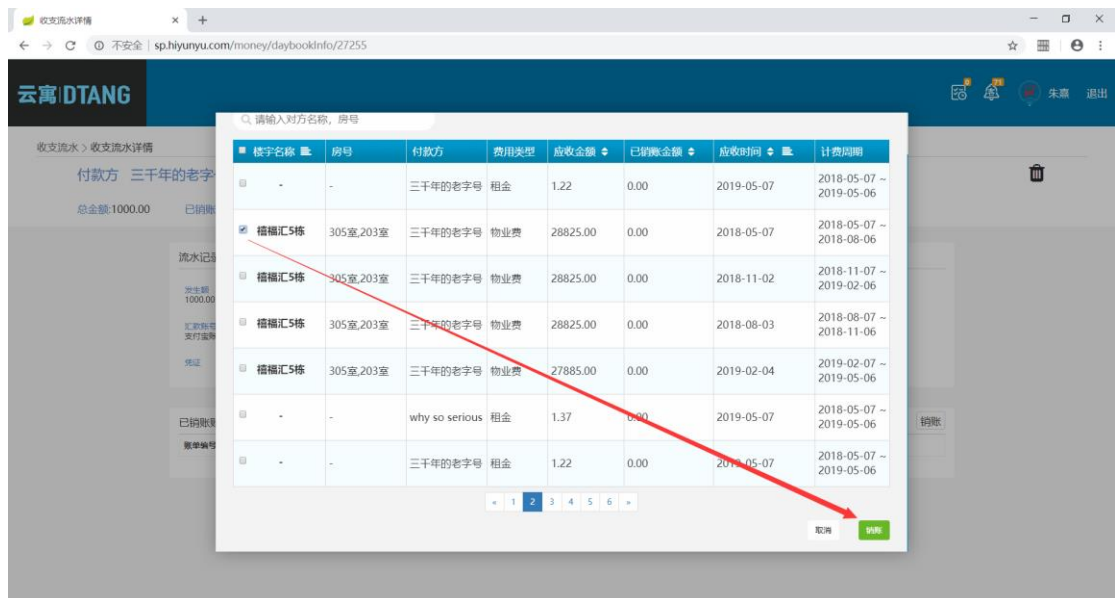 收支流水详情
不安全 | sp.hiyunyu.com/money/daybookInfo/27255
云寓|DTANG
0
71
朱熹
退出
收支流水 > 收支流水详情
付款方 三千年的老字
总金额:1000.00 已销账
流水记录
发生额
1000.00
汇款账号
支付宝账
凭证
已销账
账单编号
销账
请输入对方名称，房号
楼宇名称 房号 付款方 费用类型 应收金额 已销账金额 应收时间 计费周期
- - 三千年的老字号 租金 1.22 0.00 2019-05-07 2018-05-07 ~
2019-05-06
禧福汇5栋 305室,203室 三千年的老字号 物业费 28825.00 0.00 2018-05-07 2018-05-07 ~
2018-08-06
禧福汇5栋 305室,203室 三千年的老字号 物业费 28825.00 0.00 2018-11-02 2018-11-07 ~
2019-02-06
禧福汇5栋 305室,203室 三千年的老字号 物业费 28825.00 0.00 2018-08-03 2018-08-07 ~
2018-11-06
禧福汇5栋 305室,203室 三千年的老字号 物业费 27885.00 0.00 2019-02-04 2019-02-07 ~
2019-05-06
- - why so serious 租金 1.37 0.00 2019-05-07 2018-05-07 ~
2019-05-06
- - 三千年的老字号 租金 1.22 0.00 2019-05-07 2018-05-07 ~
2019-05-06
« 1 2 3 4 5 6 »
取消 销账